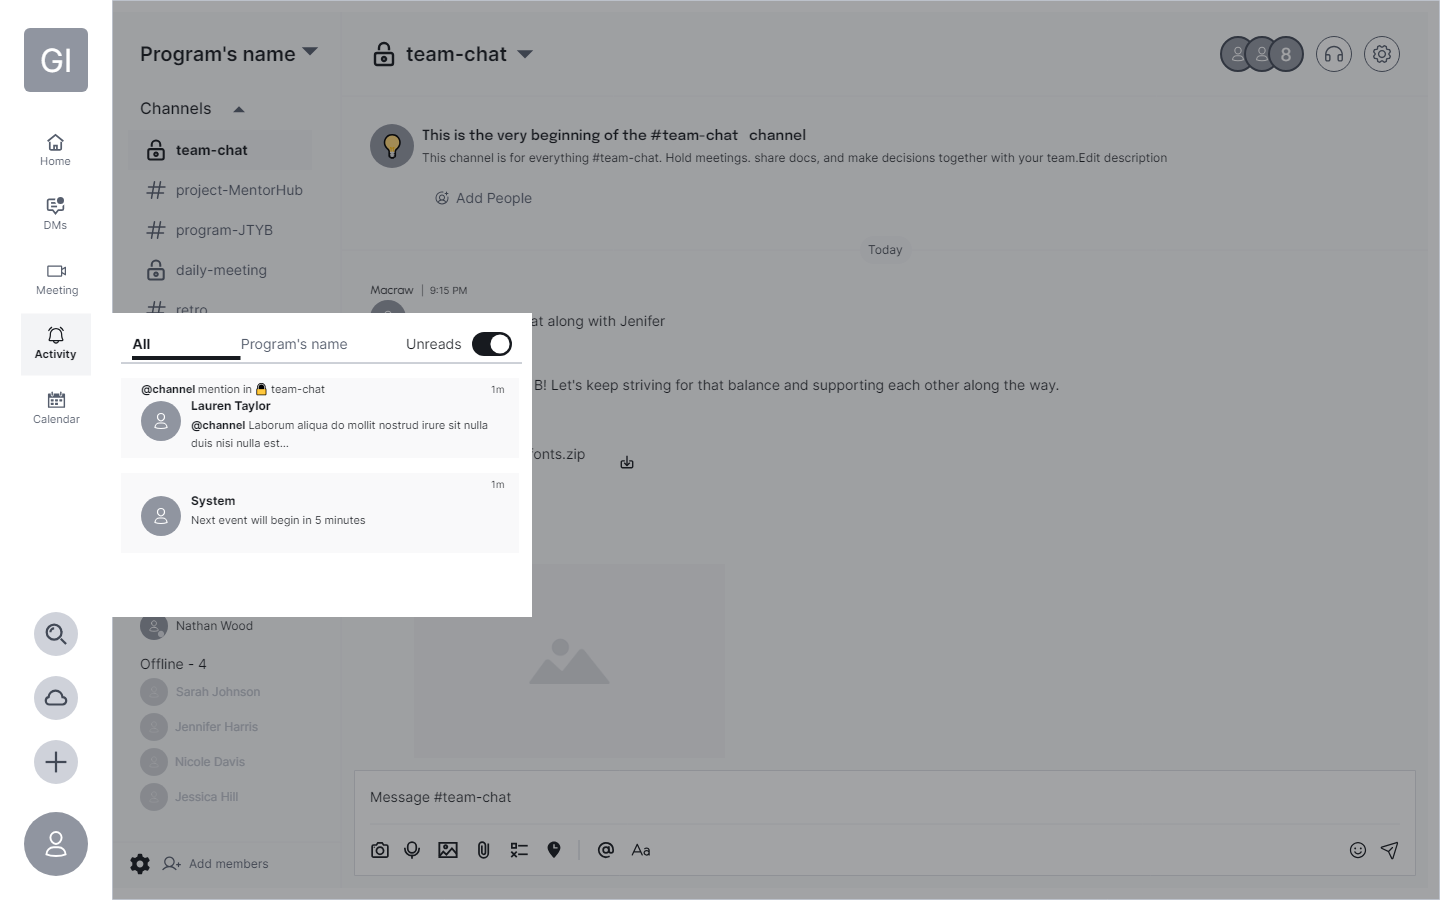 GI
Home
DMs
Meeting
Activity
Calendar
Program's name
Channels
team-chat
project-MentorHub
program-JTYB
daily-meeting
retro
All
Program's name
Unreads
@channel mention in team-chat
1m
Lauren Taylor
@channel Laborum aliqua do mollit nostrud irure sit nulla
duis nisi nulla est...
1m
System
Next event will begin in 5 minutes
Nathan Wood
Offline - 4
Sarah Johnson
Jennifer Harris
Nicole Davis
Jessica Hill
Add members
team-chat
8
This is the very beginning of the #team-chat channel
This channel is for everything #team-chat. Hold meetings. share docs, and make decisions together with your team.Edit description
Add People
Today
Macraw | 9:15 PM
at along with Jenifer
B! Let's keep striving for that balance and supporting each other along the way.
fonts.zip
Message #team-chat
@ Aa